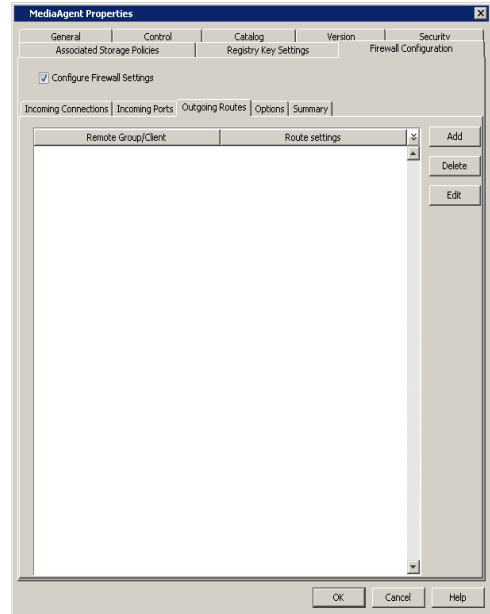 MediaAgent Properties
General Control Catalog Version Security
Associated Storage Policies Registry Key Settings Firewall Configuration
Configure Firewall Settings
Incoming Connections Incoming Ports Outgoing Routes Options Summary
Remote Group/Client Route settings Add
Delete
Edit
OK Cancel Help